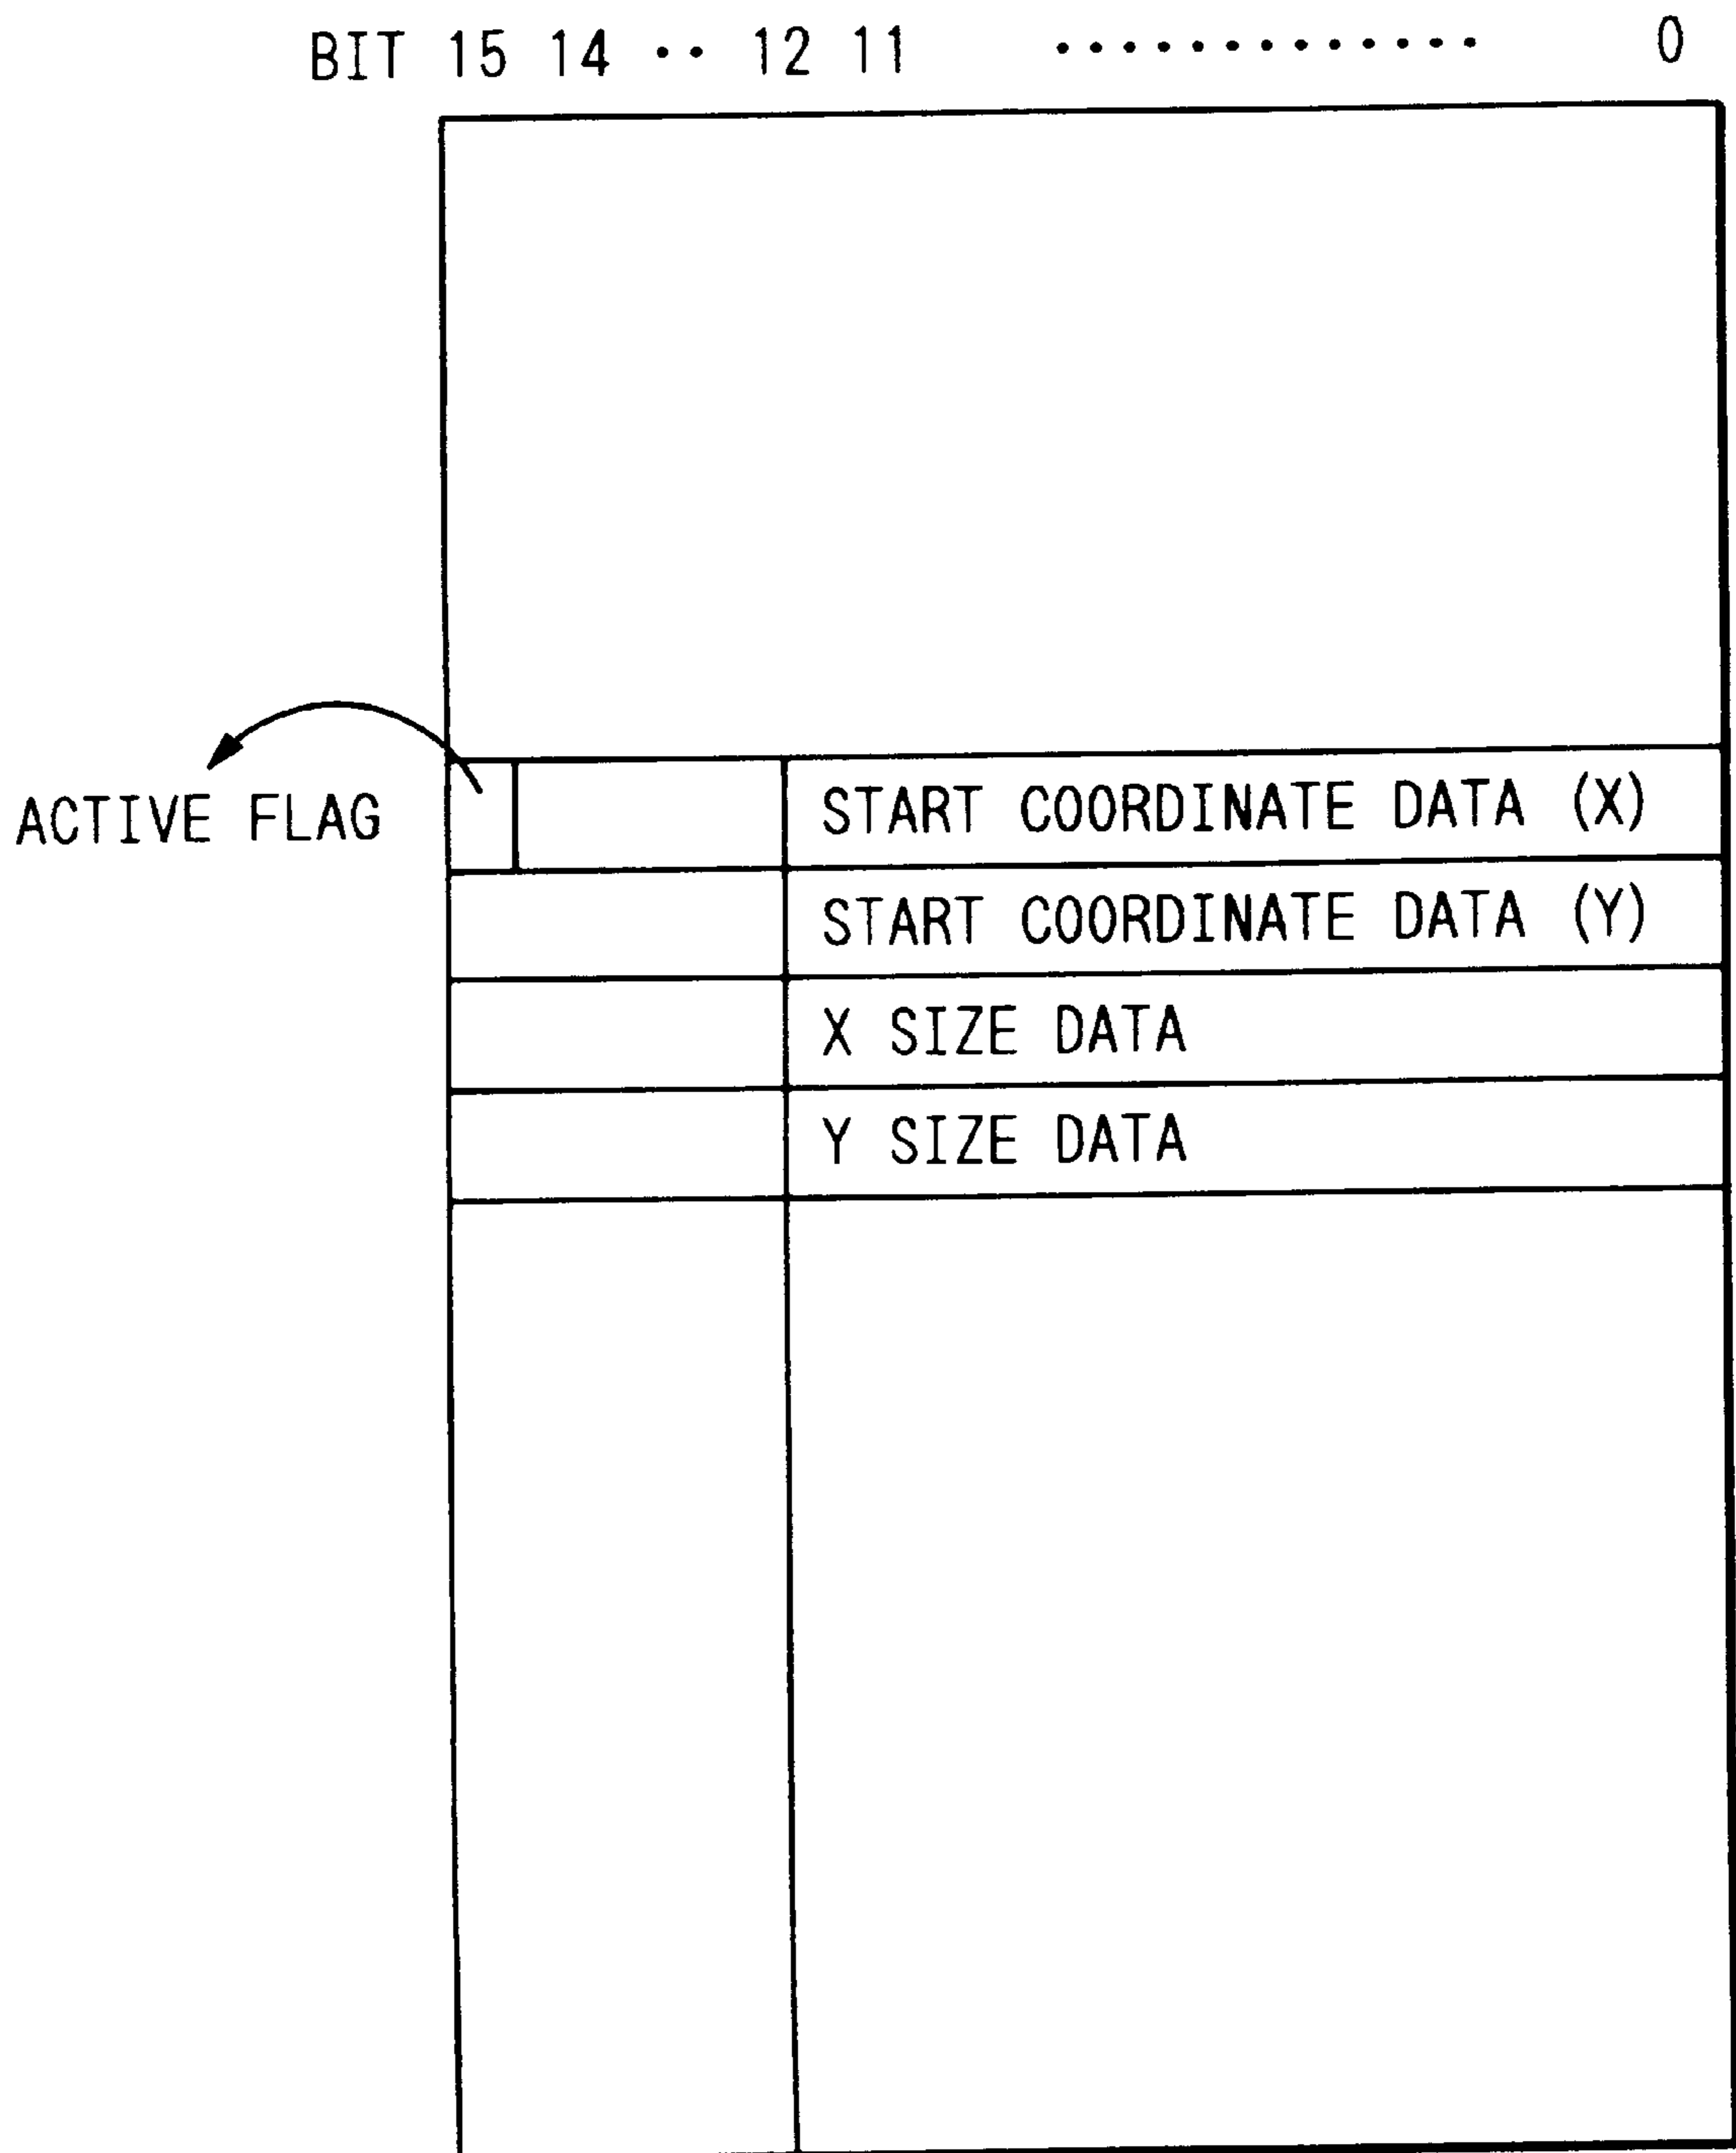 BIT 15 14 ·· 12 11 ············· 0
START COORDINATE DATA (X)
ACTIVE FLAG
START COORDINATE DATA (Y)
X SIZE DATA
Y SIZE DATA